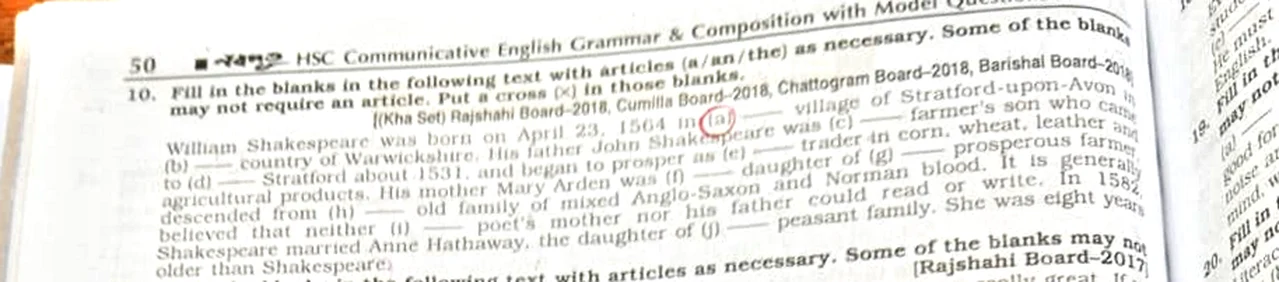 50 ■ HSC Communicative English Grammar & Composition with Model
10. Fill in the blanks in the following text with articles (a/an/the) as necessary. Some of the blanks
may not require an article. Put a cross (×) in those blanks.
[(Kha Set) Rajshahi Board–2018, Cumilla Board–2018, Chattogram Board–2018, Barishal Board–2018
William Shakespeare was born on April 23, 1564 in (a) —— village of Stratford-upon-Avon in
(b) —— country of Warwickshire. His father John Shakespeare was (c) —— farmer's son who came
to (d) —— Stratford about 1531, and began to prosper as (e) —— trader in corn, wheat, leather and
agricultural products. His mother Mary Arden was (f) —— daughter of (g) —— prosperous farmer
descended from (h) —— old family of mixed Anglo-Saxon and Norman blood. It is generally
believed that neither (i) —— poet's mother nor his father could read or write. In 1582,
Shakespeare married Anne Hathaway, the daughter of (j) —— peasant family. She was eight years
older than Shakespeare.
text with articles as necessary. Some of the blanks may not
[Rajshahi Board–2017]
great. If
(c)
He must
English.
19. Fill in th
may not
(a) ——
good for
noise a
mind, w
20. Fill in
may no